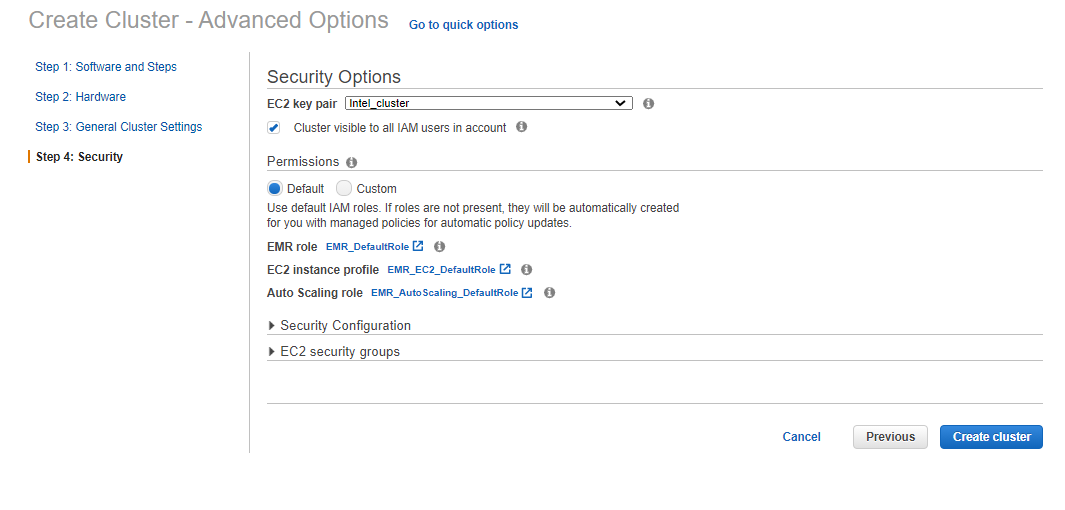 Create Cluster - Advanced Options Go to quick options
Step 1: Software and Steps
Step 2: Hardware
Step 3: General Cluster Settings
Step 4: Security
Security Options
EC2 key pair Intel_cluster
Cluster visible to all IAM users in account
Permissions
Default Custom
Use default IAM roles. If roles are not present, they will be automatically created
for you with managed policies for automatic policy updates.
EMR role EMR_DefaultRole
EC2 instance profile EMR_EC2_DefaultRole
Auto Scaling role EMR_AutoScaling_DefaultRole
Security Configuration
EC2 security groups
Cancel Previous Create cluster